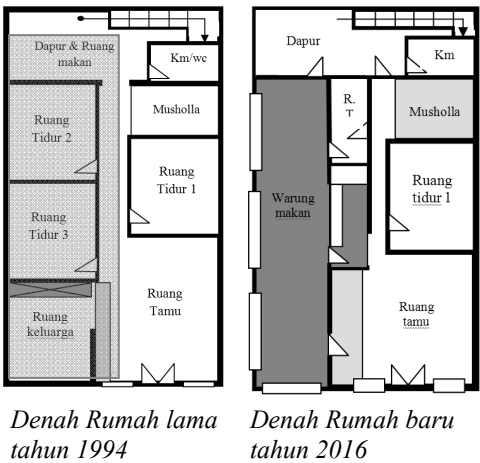 Dapur & Ruang
makan
Km/wc
Musholla
Ruang
Tidur 2
Ruang
Tidur 1
Ruang
Tidur 3
Ruang
Tamu
Ruang
keluarga
Denah Rumah lama
tahun 1994
Dapur
Km
R.
T
Musholla
Ruang
tidur 1
Warung
makan
Ruang
tamu
Denah Rumah baru
tahun 2016